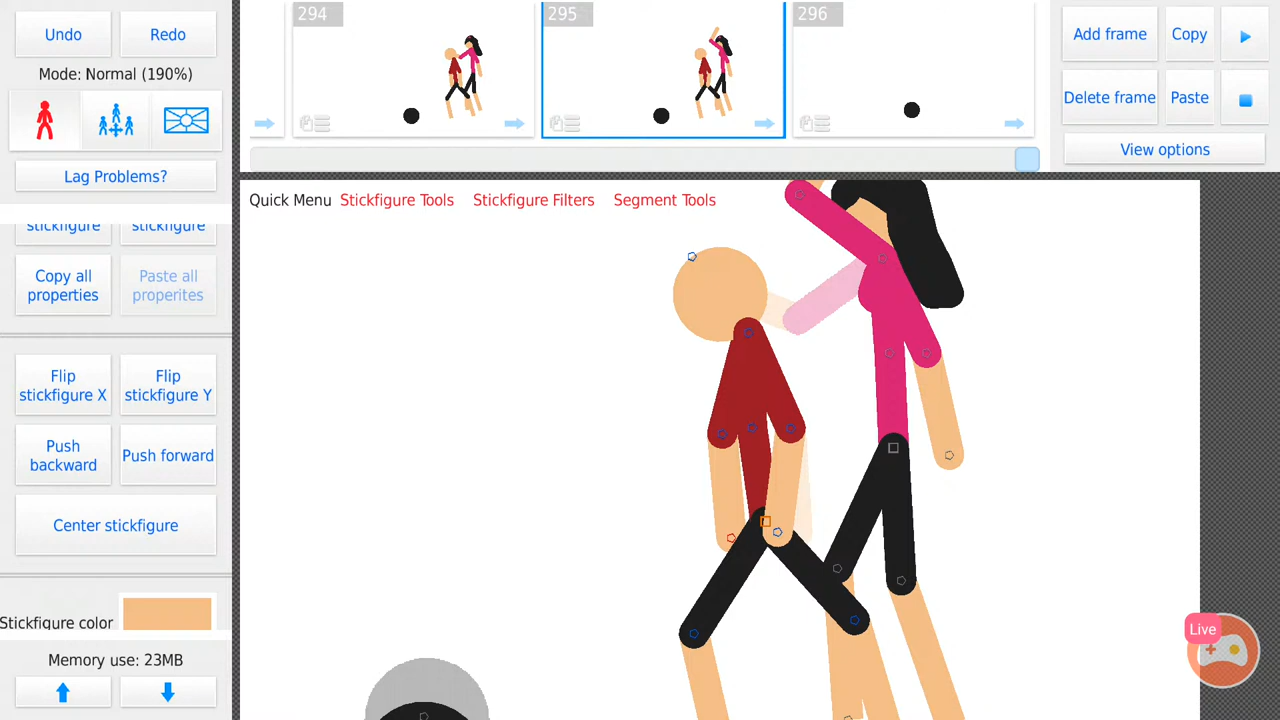 Undo
Redo
Mode: Normal (190%)
Lag Problems?
stickfigure
stickfigure
Copy all
properties
Paste all
properites
Flip
stickfigure X
Flip
stickfigure Y
Push
backward
Push forward
Center stickfigure
Stickfigure color
Memory use: 23MB
294
295
296
Add frame
Copy
Delete frame
Paste
View options
Quick Menu
Stickfigure Tools
Stickfigure Filters
Segment Tools
Live